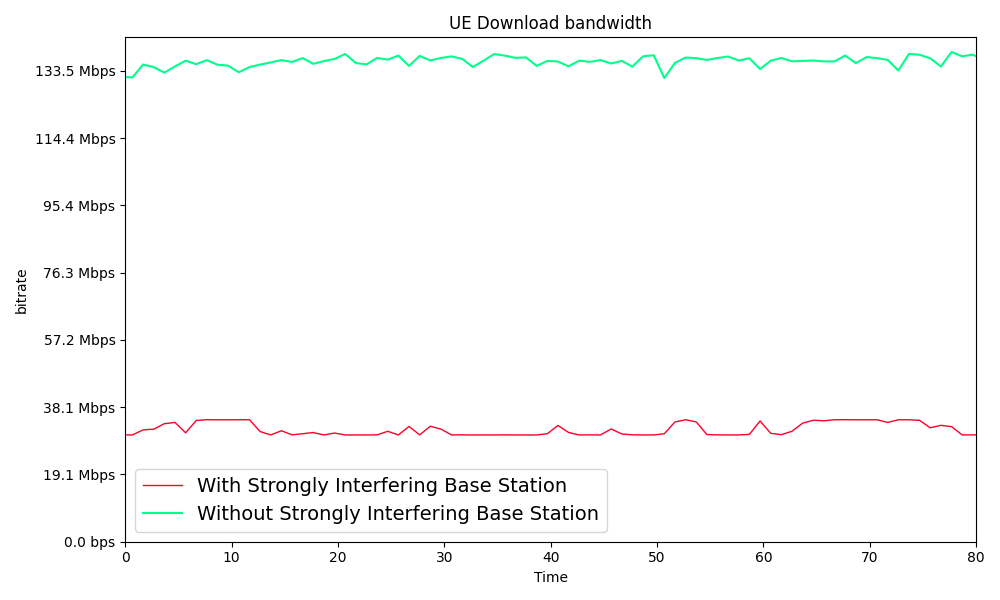 UE Download bandwidth
bitrate
133.5 Mbps
114.4 Mbps
95.4 Mbps
76.3 Mbps
57.2 Mbps
38.1 Mbps
19.1 Mbps
0.0 bps
With Strongly Interfering Base Station
Without Strongly Interfering Base Station
0 10 20 30 40 50 60 70 80
Time